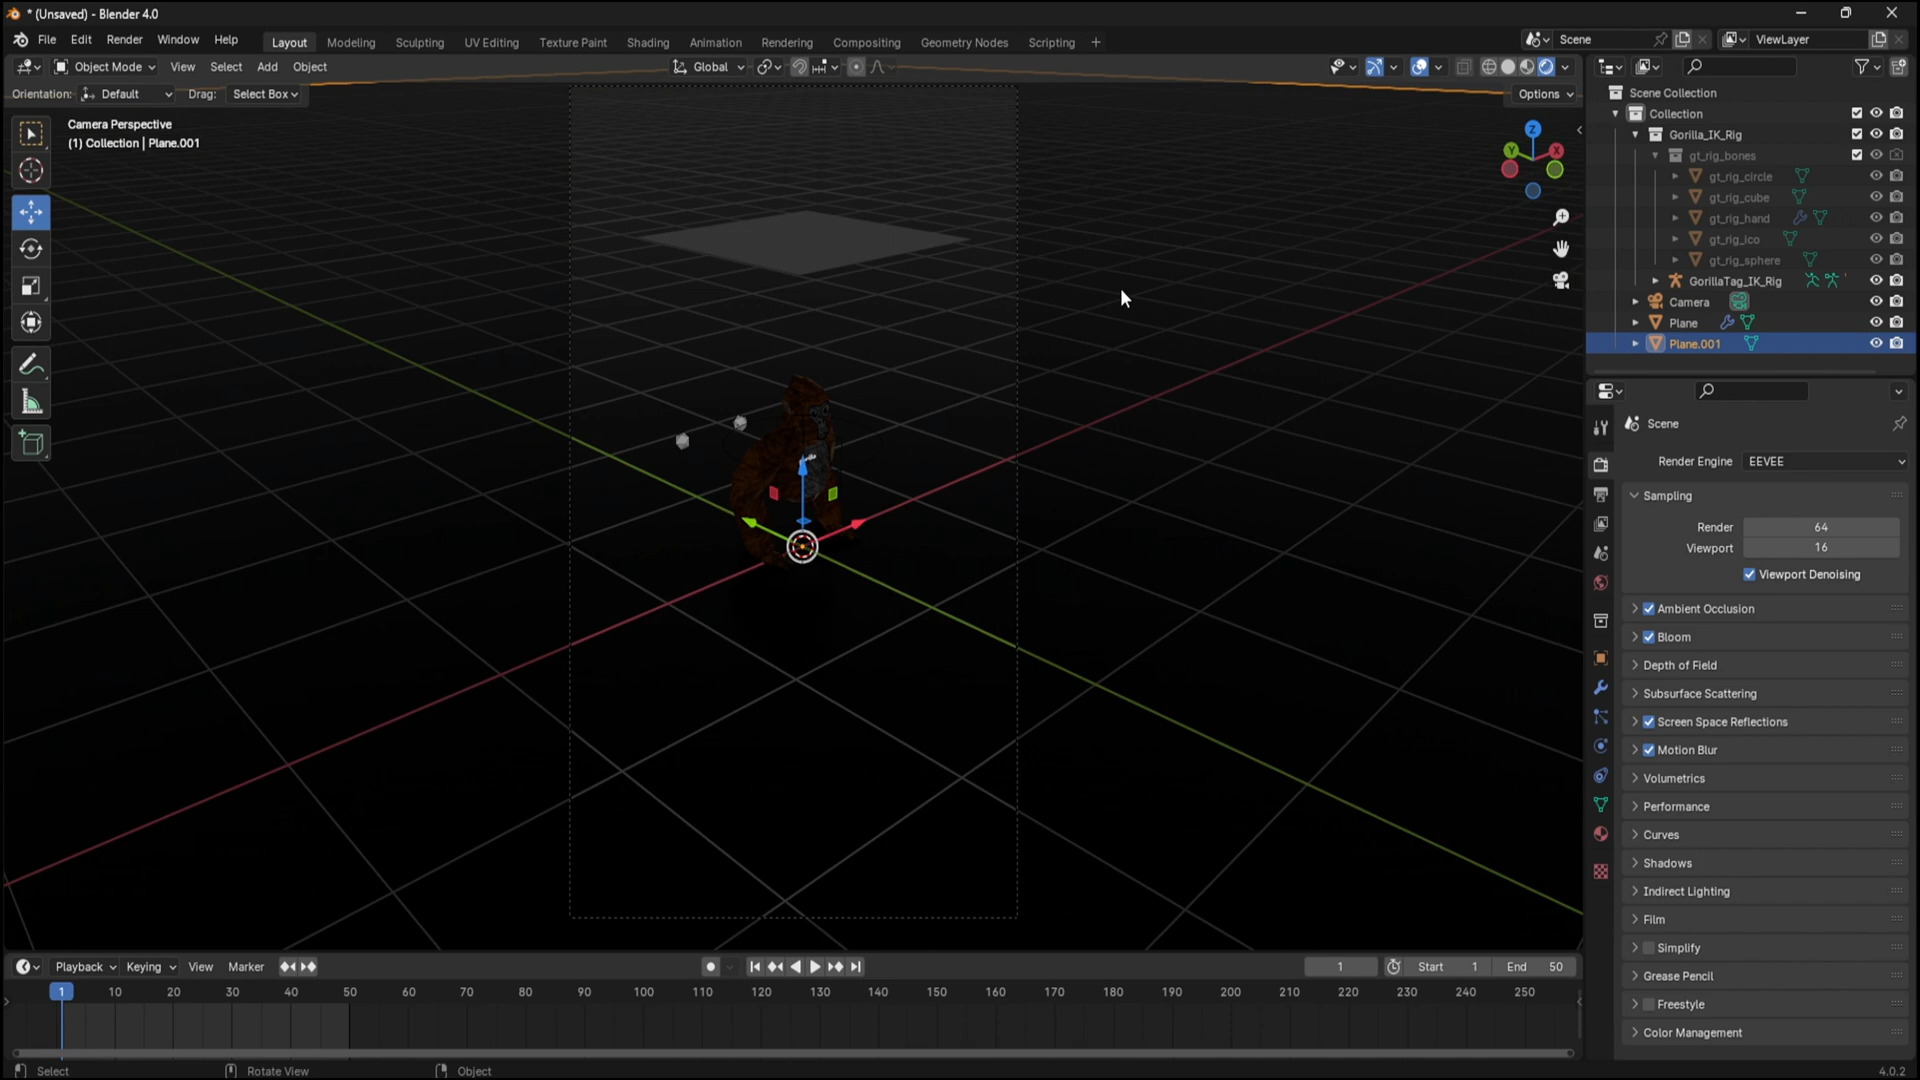 * (Unsaved) - Blender 4.0
File Edit Render Window Help Layout Modeling Sculpting UV Editing Texture Paint Shading Animation Rendering Compositing Geometry Nodes Scripting + Scene ViewLayer
Object Mode View Select Add Object Global
Orientation: Default Drag: Select Box Options
Camera Perspective
(1) Collection | Plane.001
Z
Y X
Scene Collection
Collection
Gorilla_IK_Rig
gt_rig_bones
gt_rig_circle
gt_rig_cube
gt_rig_hand
gt_rig_ico
gt_rig_sphere
GorillaTag_IK_Rig
Camera
Plane
Plane.001
Scene
Render Engine EEVEE
Sampling
Render 64
Viewport 16
Viewport Denoising
Ambient Occlusion
Bloom
Depth of Field
Subsurface Scattering
Screen Space Reflections
Motion Blur
Volumetrics
Performance
Curves
Shadows
Indirect Lighting
Film
Simplify
Grease Pencil
Freestyle
Color Management
Playback Keying View Marker 1 Start 1 End 50
1 10 20 30 40 50 60 70 80 90 100 110 120 130 140 150 160 170 180 190 200 210 220 230 240 250
Select Rotate View Object 4.0.2